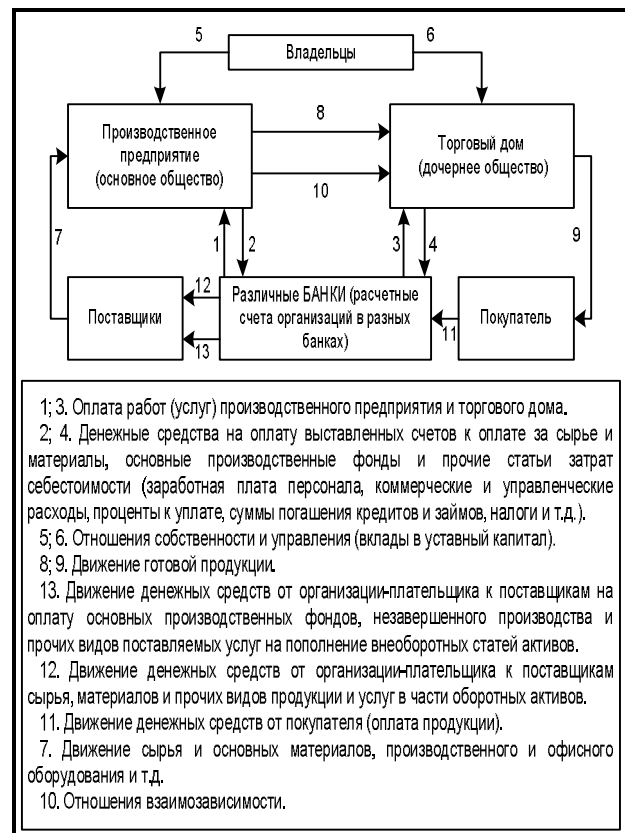 5
6
Владельцы
Производственное
предприятие
(основное общество)
8
10
Торговый дом
(дочернее общество)
7
1
2
3
4
9
Поставщики
12
13
Различные БАНКИ (расчетные
счета организаций в разных
банках)
11
Покупатель
1; 3. Оплата работ (услуг) производственного предприятия и торгового дома.
2; 4. Денежные средства на оплату выставленных счетов к оплате за сырье и
материалы, основные производственные фонды и прочие статьи затрат
себестоимости (заработная плата персонала, коммерческие и управленческие
расходы, проценты к уплате, суммы погашения кредитов и займов, налоги и т.д.).
5; 6. Отношения собственности и управления (вклады в уставный капитал).
8; 9. Движение готовой продукции.
13. Движение денежных средств от организации-плательщика к поставщикам на
оплату основных производственных фондов, незавершенного производства и
прочих видов поставляемых услуг на пополнение внеоборотных статей активов.
12. Движение денежных средств от организации-плательщика к поставщикам
сырья, материалов и прочих видов продукции и услуг в части оборотных активов.
11. Движение денежных средств от покупателя (оплата продукции).
7. Движение сырья и основных материалов, производственного и офисного
оборудования и т.д.
10. Отношения взаимозависимости.